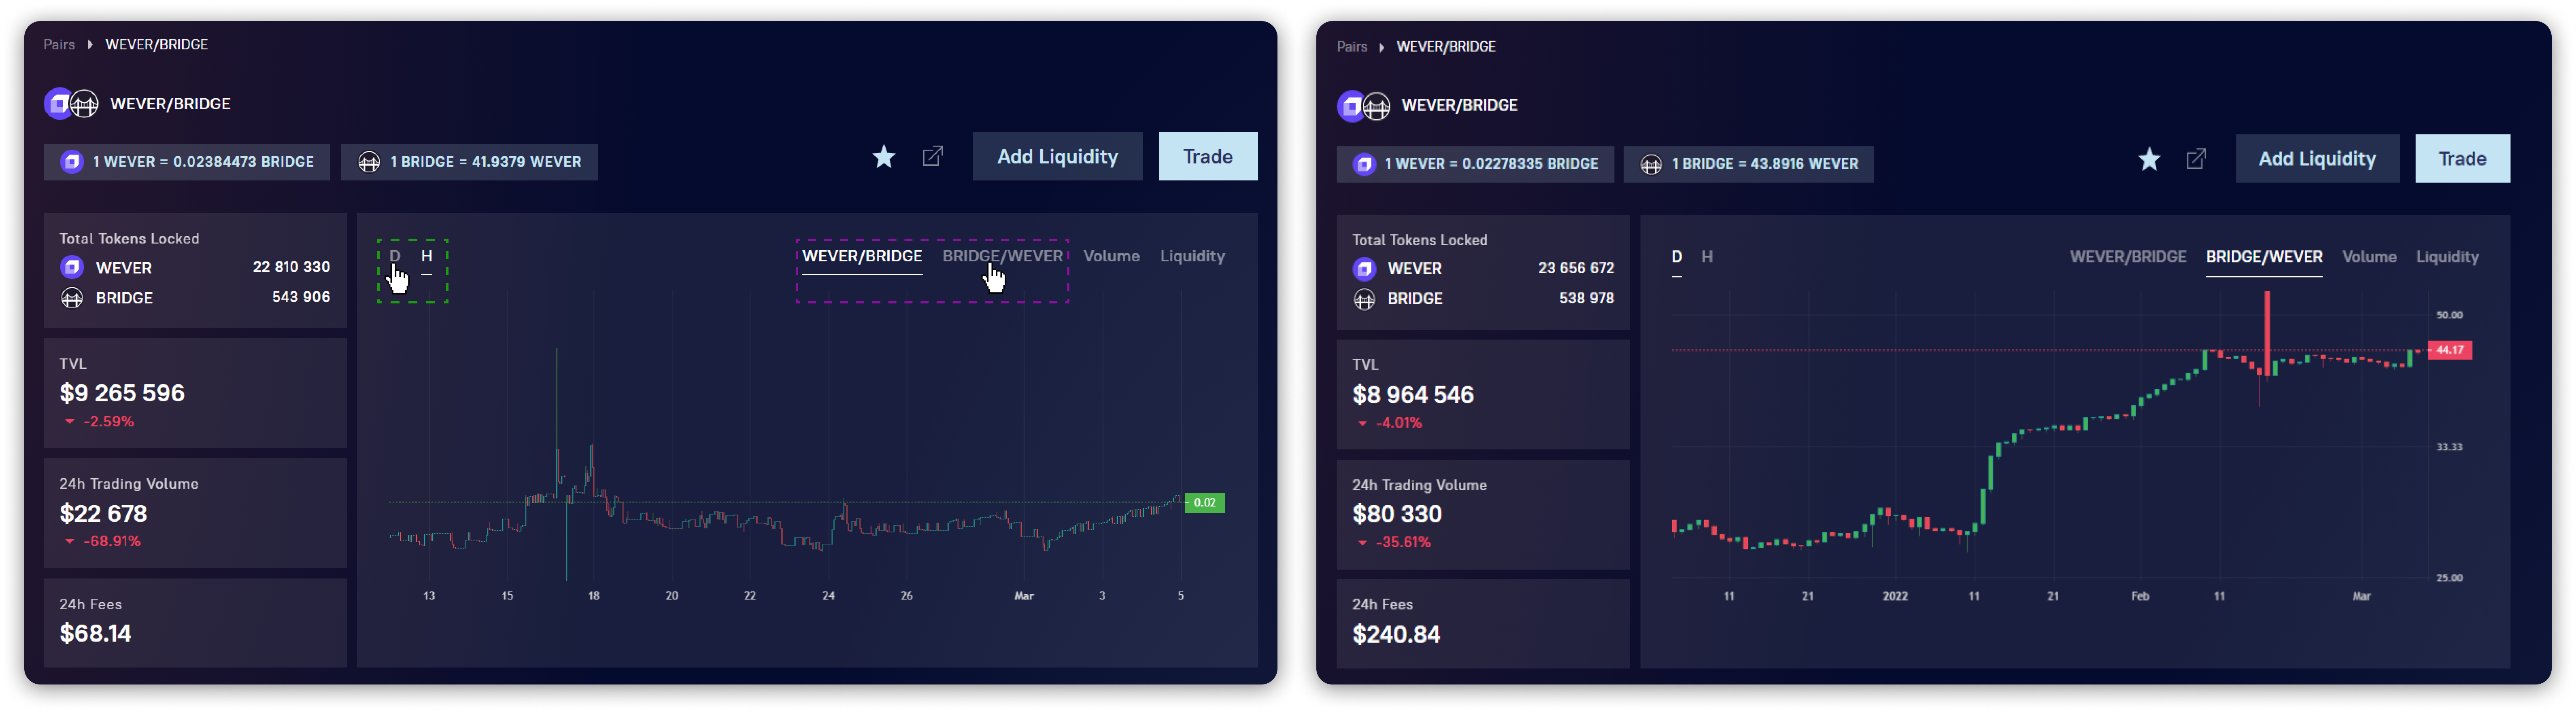 Pairs WEVER/BRIDGE
WEVER/BRIDGE
1 WEVER = 0.02384473 BRIDGE
1 BRIDGE = 41.9379 WEVER
Add Liquidity
Trade
Total Tokens Locked
WEVER 22 810 330
BRIDGE 543 906
TVL
$9 265 596
-2.59%
24h Trading Volume
$22 678
-68.91%
24h Fees
$68.14
D H
WEVER/BRIDGE BRIDGE/WEVER Volume Liquidity
0.02
13 15 18 20 22 24 26 Mar 3 5
Pairs WEVER/BRIDGE
WEVER/BRIDGE
1 WEVER = 0.02278335 BRIDGE
1 BRIDGE = 43.8916 WEVER
Add Liquidity
Trade
Total Tokens Locked
WEVER 23 656 672
BRIDGE 538 978
TVL
$8 964 546
-4.01%
24h Trading Volume
$80 330
-35.61%
24h Fees
$240.84
D H
WEVER/BRIDGE BRIDGE/WEVER Volume Liquidity
50.00
44.17
33.33
25.00
11 21 2022 11 21 Feb 11 Mar